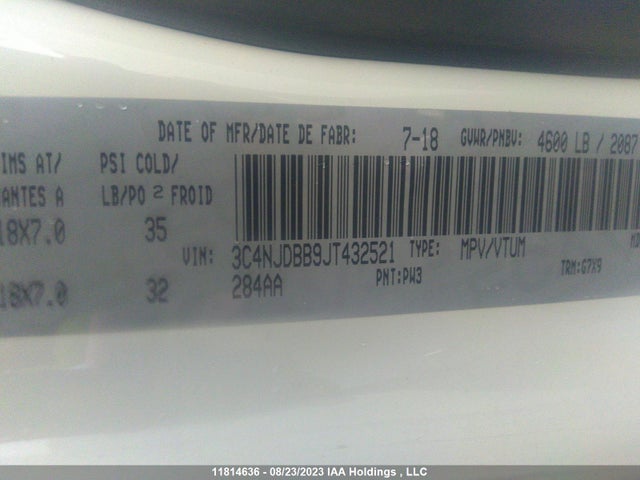 DATE OF MFR/DATE DE FABR: 7-18 GVWR/PNBV: 4600 LB / 2087
IMS AT/ PSI COLD/
ANTES A LB/PO 2 FROID
18X7.0 35
VIN: 3C4NJDBB9JT432521 TYPE: MPV/VTUM
18X7.0 32 284AA PNT:PW3 TRM:G7X9
11814636 - 08/23/2023 IAA Holdings , LLC